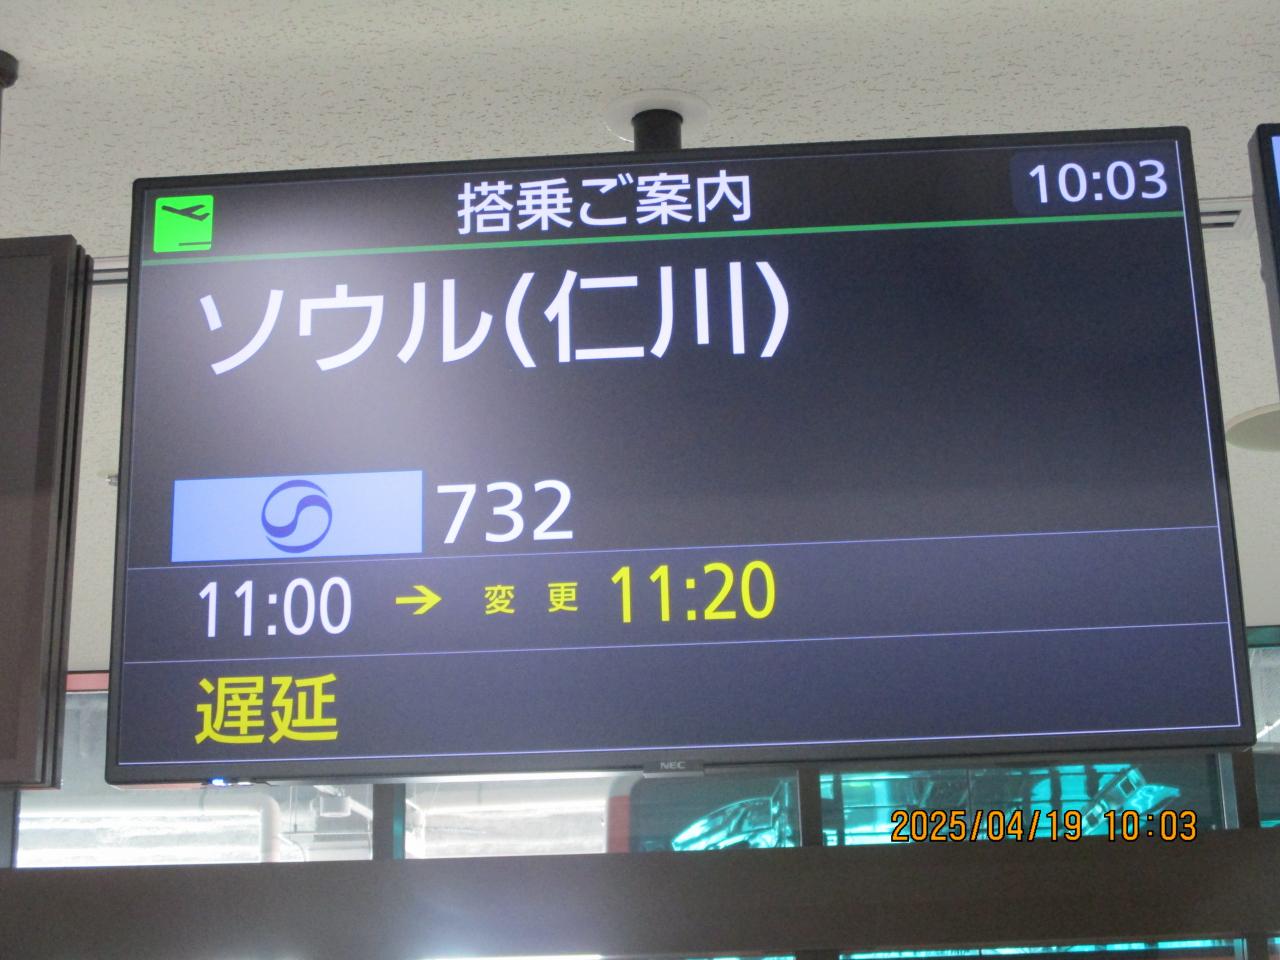 搭乗ご案内 10:03
ソウル(仁川)
732
11:00 → 変更 11:20
遅延
NEC
2025/04/19 10:03